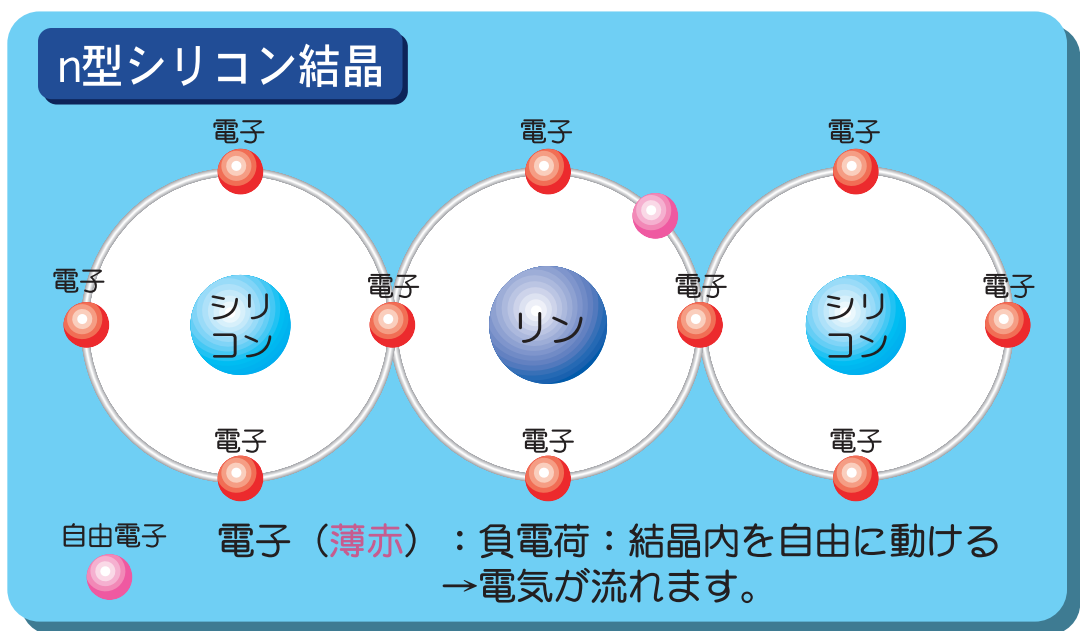 n型シリコン結晶
電子
電子
電子
電子
電子
電子
電子
シリ
コン
リン
シリ
コン
電子
電子
電子
自由電子
電子（薄赤）：負電荷：結晶内を自由に動ける
→電気が流れます。